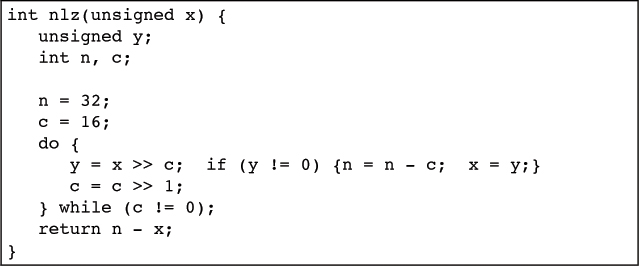 int nlz(unsigned x) {
   unsigned y;
   int n, c;

   n = 32;
   c = 16;
   do {
      y = x >> c;  if (y != 0) {n = n - c;  x = y;}
      c = c >> 1;
   } while (c != 0);
   return n - x;
}